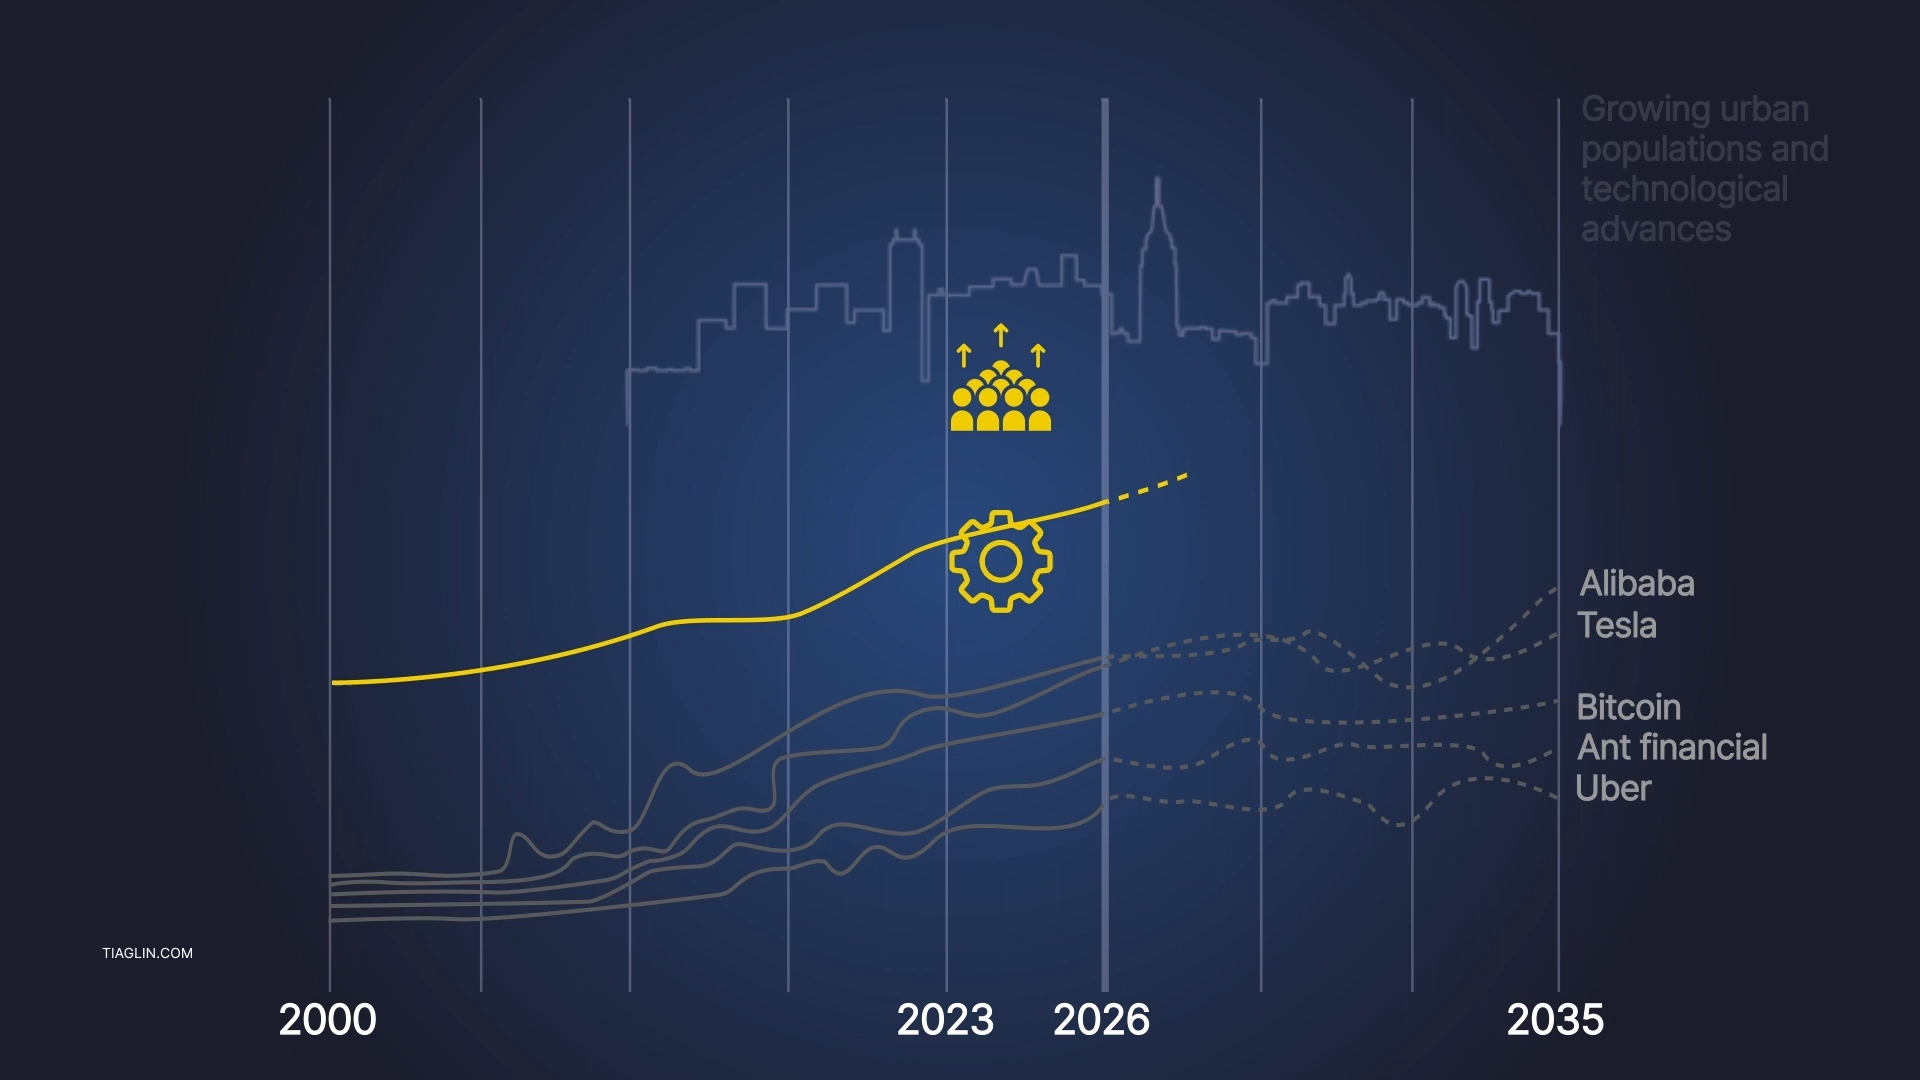 Growing urban
populations and
technological
advances
Alibaba
Tesla
Bitcoin
Ant financial
Uber
TIAGLIN.COM
2000
2023
2026
2035